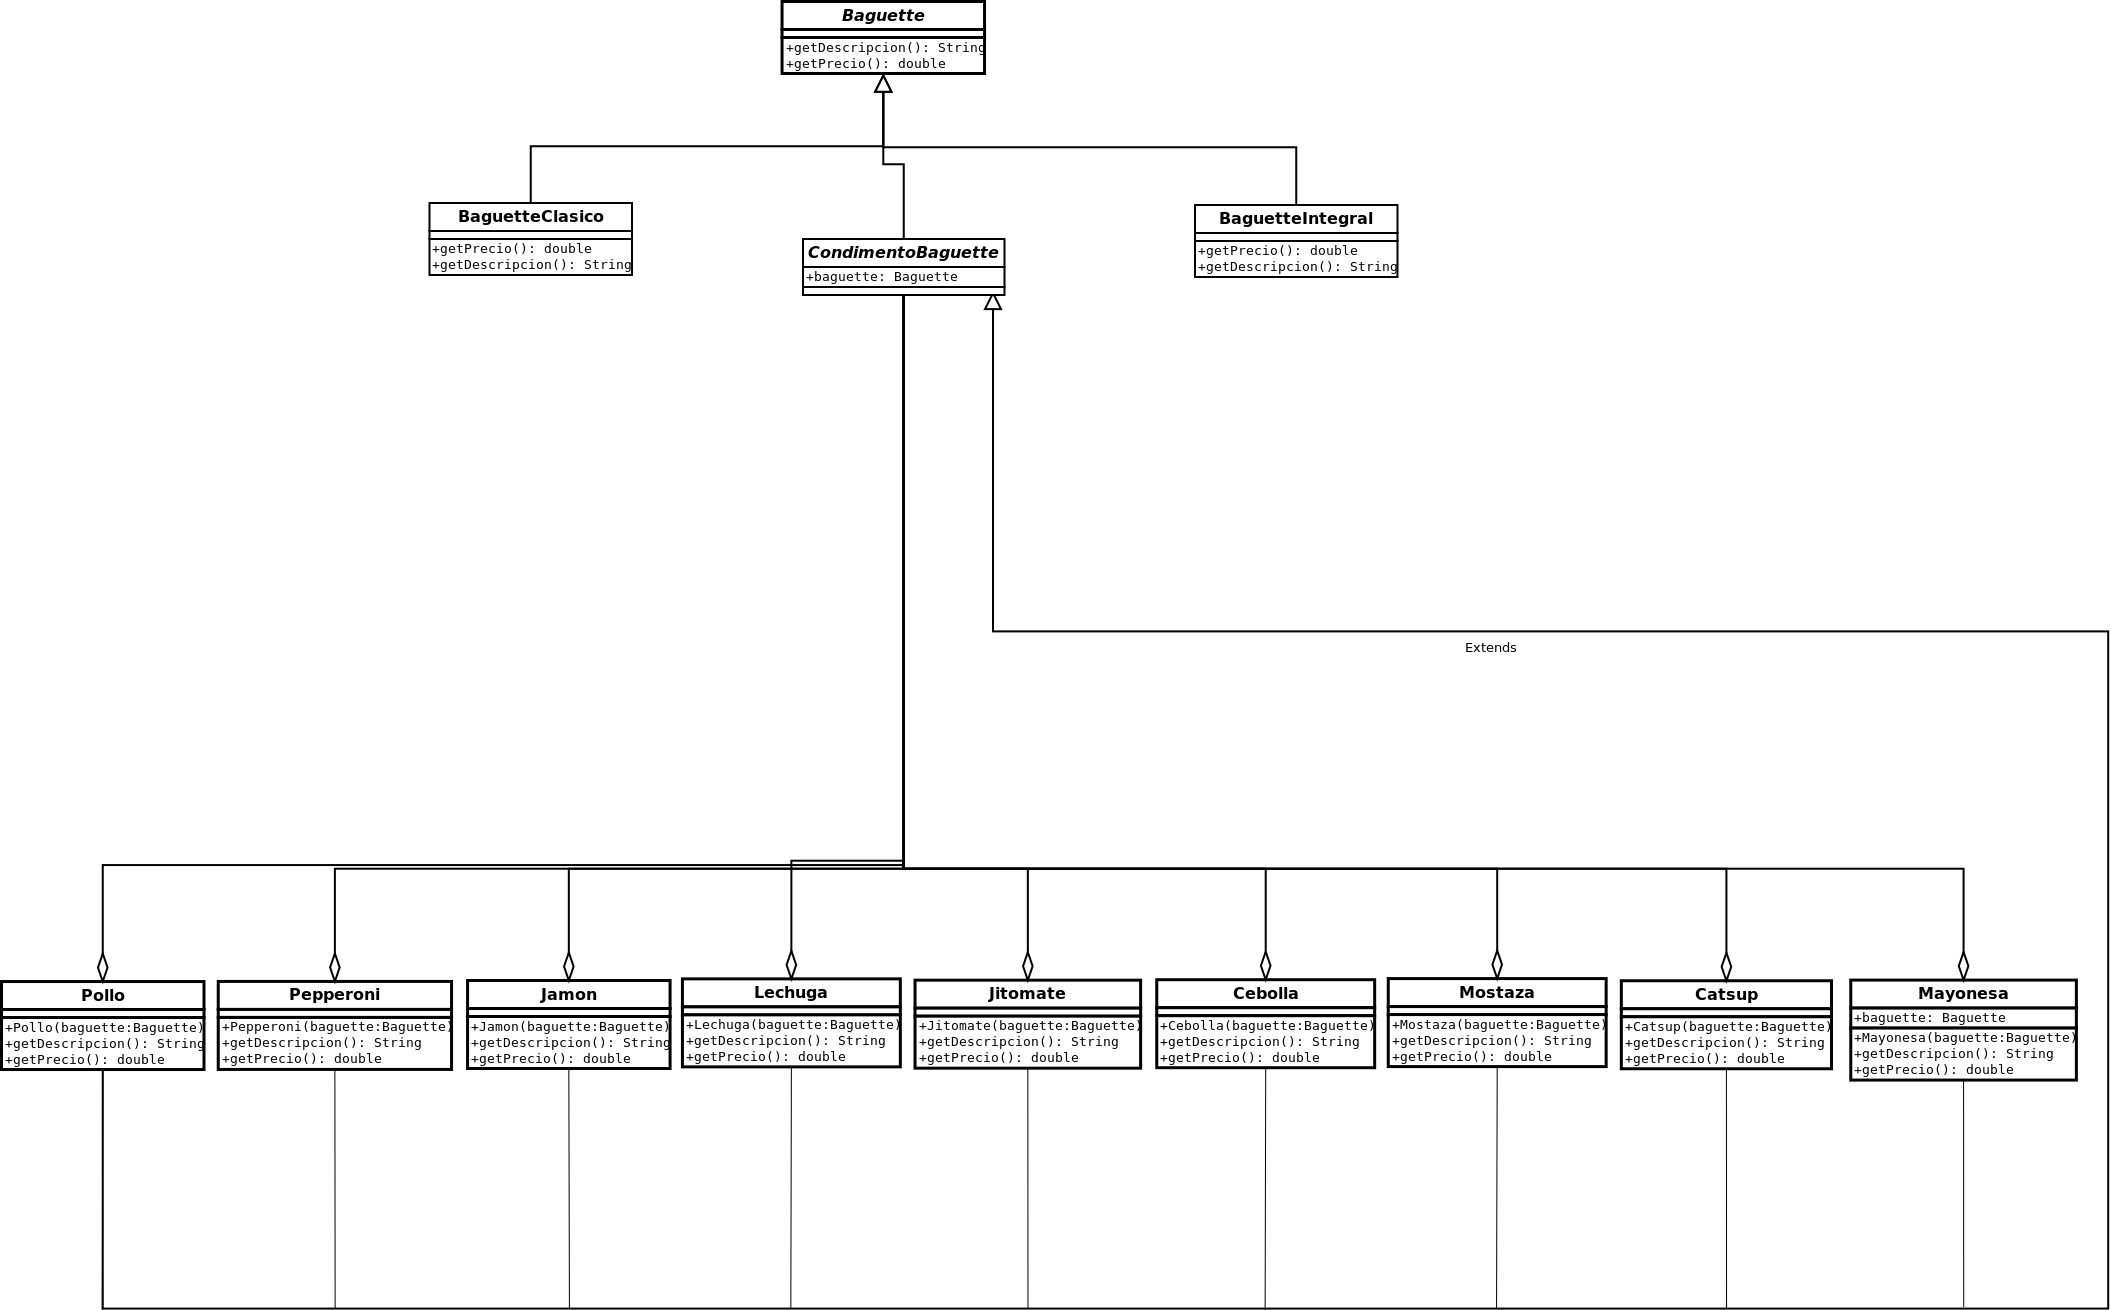 Baguette
+getDescripcion(): String
+getPrecio(): double
BaguetteClasico
+getPrecio(): double
+getDescripcion(): String
CondimentoBaguette
+baguette: Baguette
BaguetteIntegral
+getPrecio(): double
+getDescripcion(): String
Extends
Pollo
+Pollo(baguette:Baguette)
+getDescripcion(): String
+getPrecio(): double
Pepperoni
+Pepperoni(baguette:Baguette)
+getDescripcion(): String
+getPrecio(): double
Jamon
+Jamon(baguette:Baguette)
+getDescripcion(): String
+getPrecio(): double
Lechuga
+Lechuga(baguette:Baguette)
+getDescripcion(): String
+getPrecio(): double
Jitomate
+Jitomate(baguette:Baguette)
+getDescripcion(): String
+getPrecio(): double
Cebolla
+Cebolla(baguette:Baguette)
+getDescripcion(): String
+getPrecio(): double
Mostaza
+Mostaza(baguette:Baguette)
+getDescripcion(): String
+getPrecio(): double
Catsup
+Catsup(baguette:Baguette)
+getDescripcion(): String
+getPrecio(): double
Mayonesa
+baguette: Baguette
+Mayonesa(baguette:Baguette)
+getDescripcion(): String
+getPrecio(): double